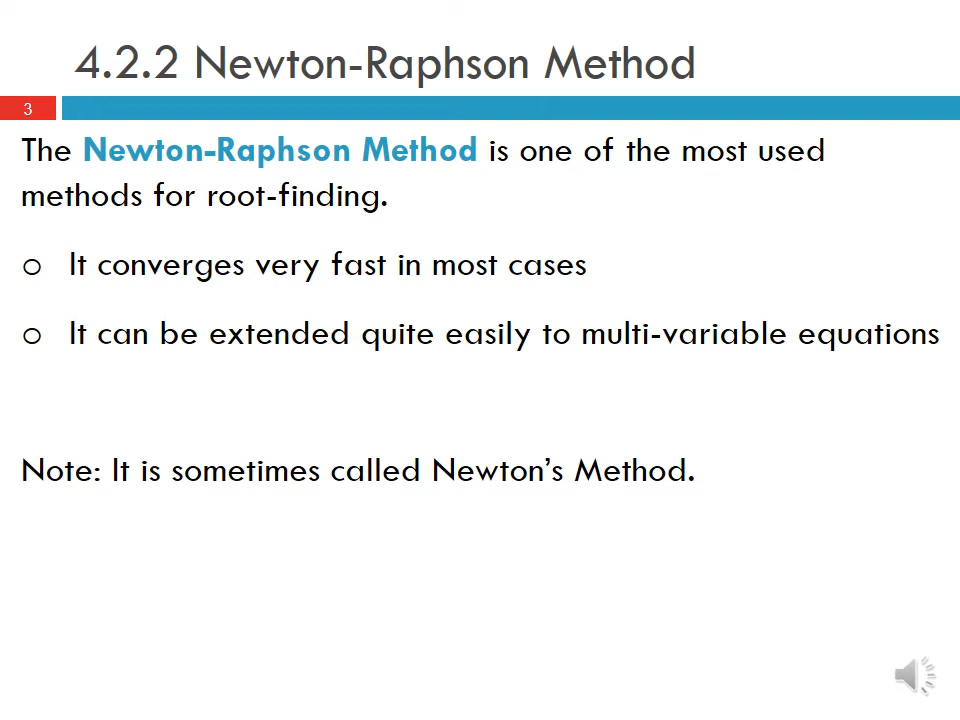 4.2.2 Newton-Raphson Method
3
The Newton-Raphson Method is one of the most used
methods for root-finding.
o It converges very fast in most cases
o It can be extended quite easily to multi-variable equations
Note: It is sometimes called Newton’s Method.